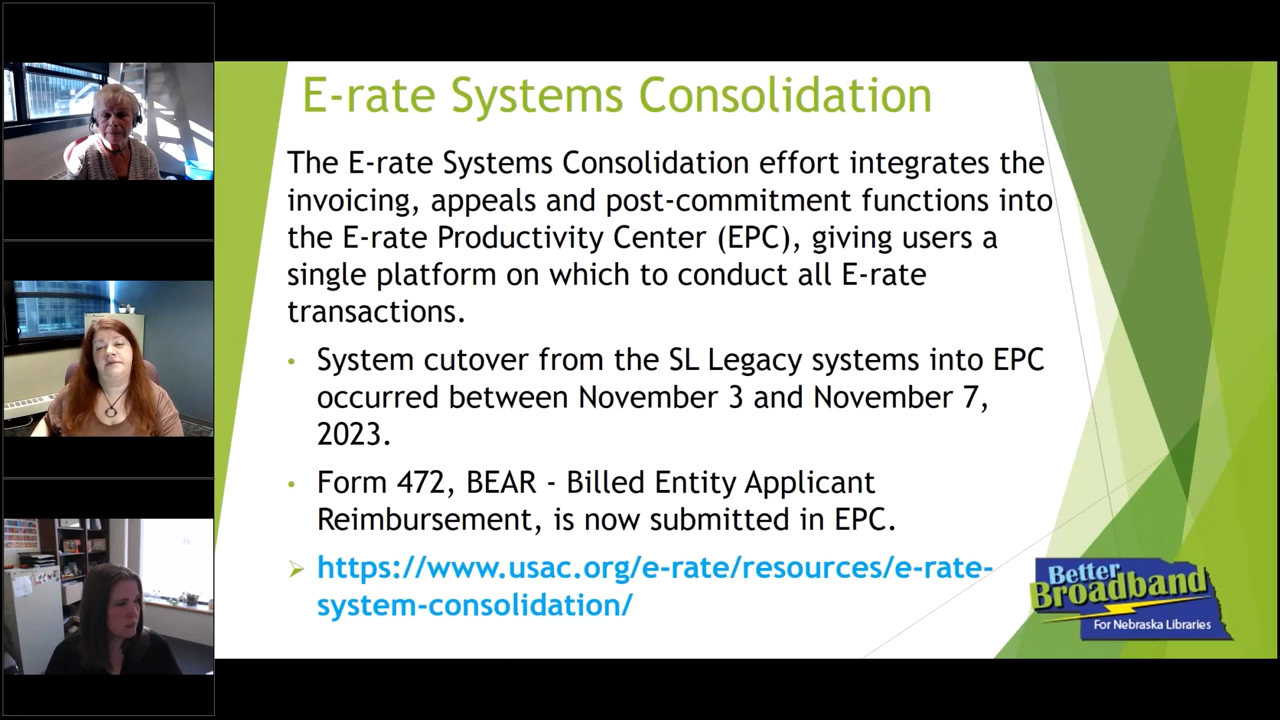 E-rate Systems Consolidation
The E-rate Systems Consolidation effort integrates the
invoicing, appeals and post-commitment functions into
the E-rate Productivity Center (EPC), giving users a
single platform on which to conduct all E-rate
transactions.
• System cutover from the SL Legacy systems into EPC
occurred between November 3 and November 7,
2023.
• Form 472, BEAR - Billed Entity Applicant
Reimbursement, is now submitted in EPC.
➢ https://www.usac.org/e-rate/resources/e-rate-
system-consolidation/
Better
Broadband
For Nebraska Libraries